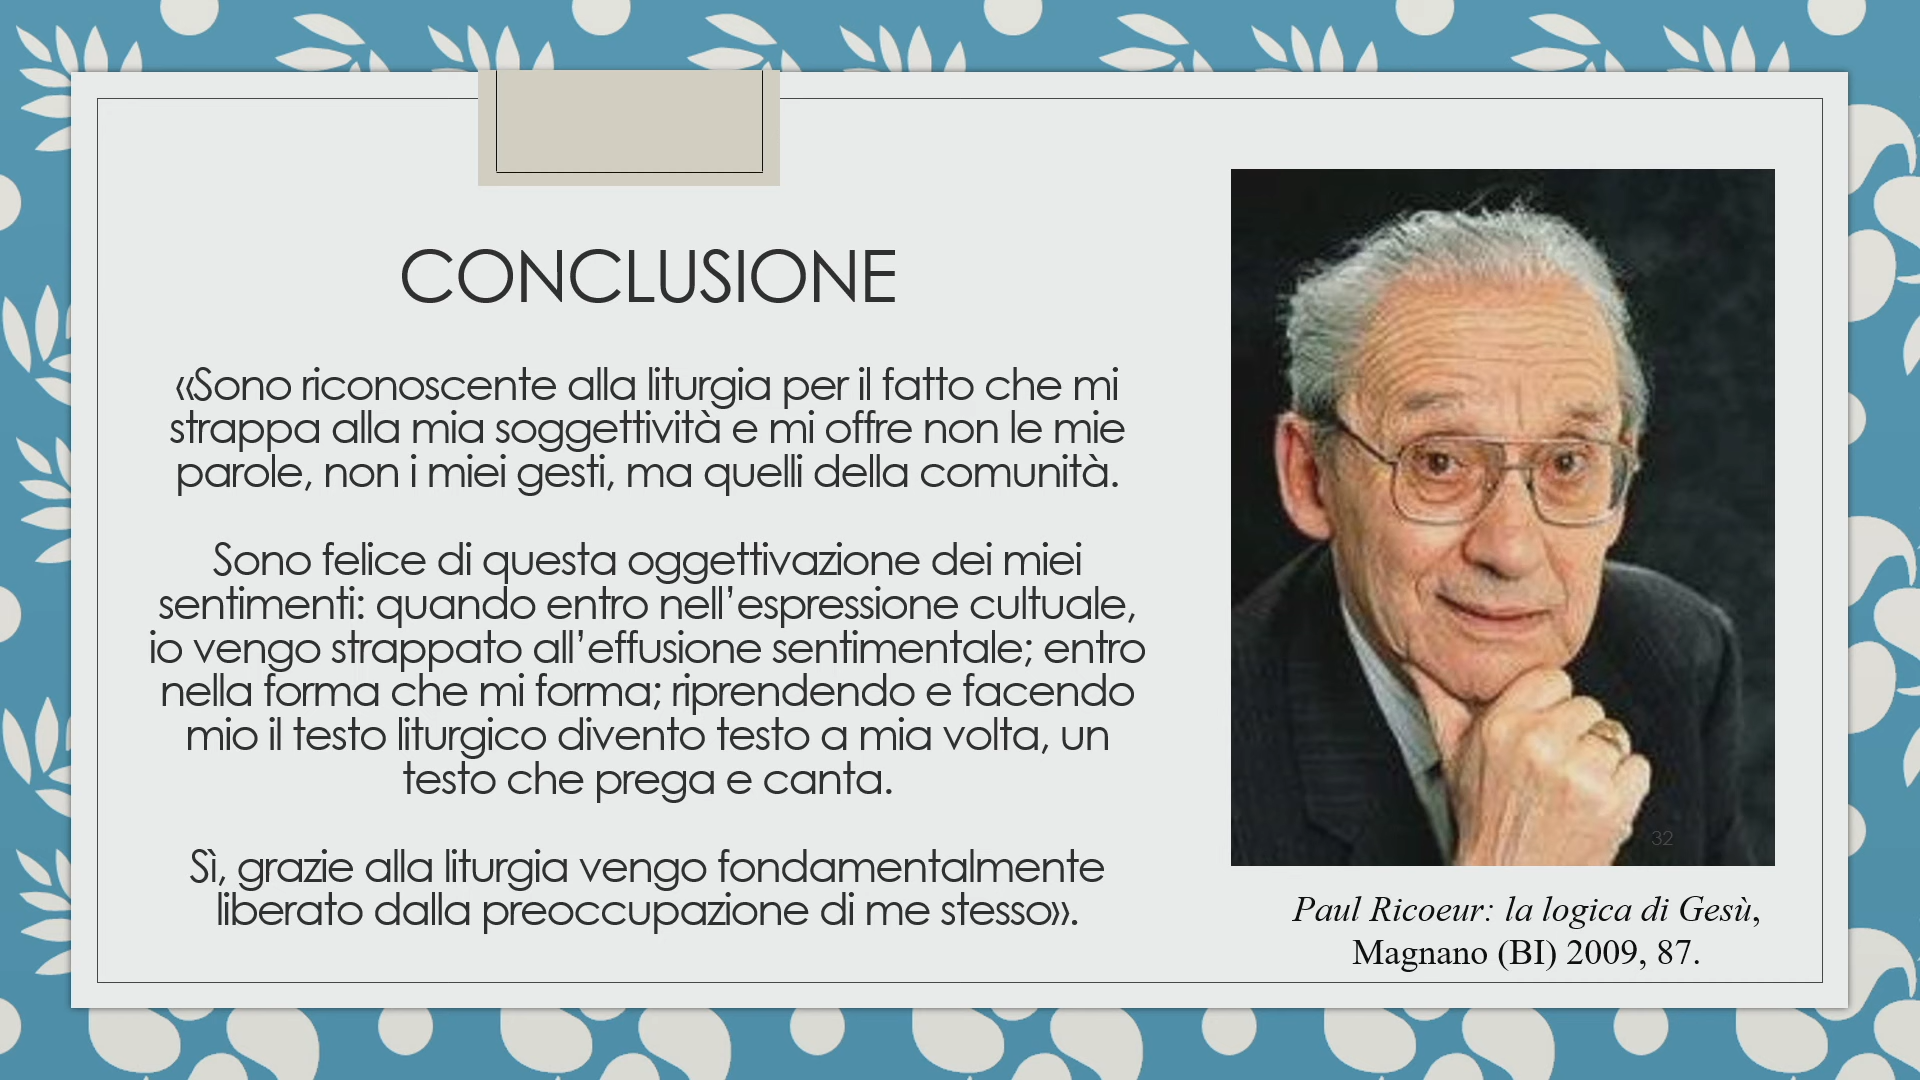 CONCLUSIONE
«Sono riconoscente alla liturgia per il fatto che mi
strappa alla mia soggettività e mi offre non le mie
parole, non i miei gesti, ma quelli della comunità.
Sono felice di questa oggettivazione dei miei
sentimenti: quando entro nell’espressione cultuale,
io vengo strappato all’effusione sentimentale; entro
nella forma che mi forma; riprendendo e facendo
mio il testo liturgico divento testo a mia volta, un
testo che prega e canta.
Sì, grazie alla liturgia vengo fondamentalmente
liberato dalla preoccupazione di me stesso».
32
Paul Ricoeur: la logica di Gesù,
Magnano (BI) 2009, 87.